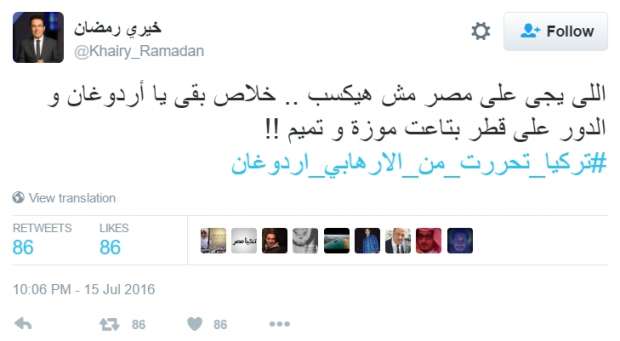 خيري رمضان
@Khairy_Ramadan
Follow
اللى يجى على مصر مش هيكسب .. خلاص بقى يا أردوغان و
الدور على قطر بتاعت موزة و تميم !!
#تركيا_تحررت_من_الارهابي_اردوغان
View translation
RETWEETS LIKES
86 86
10:06 PM - 15 Jul 2016
86 86